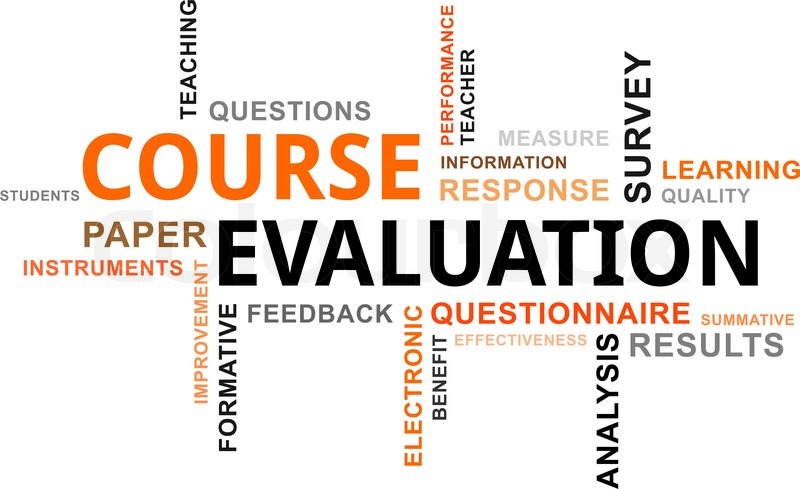 TEACHING
QUESTIONS
PERFORMANCE
TEACHER
SURVEY
MEASURE
COURSE
INFORMATION
LEARNING
STUDENTS
RESPONSE
QUALITY
PAPER
EVALUATION
INSTRUMENTS
IMPROVEMENT
FORMATIVE
FEEDBACK
ELECTRONIC
QUESTIONNAIRE
SUMMATIVE
BENEFIT
EFFECTIVENESS
ANALYSIS
RESULTS